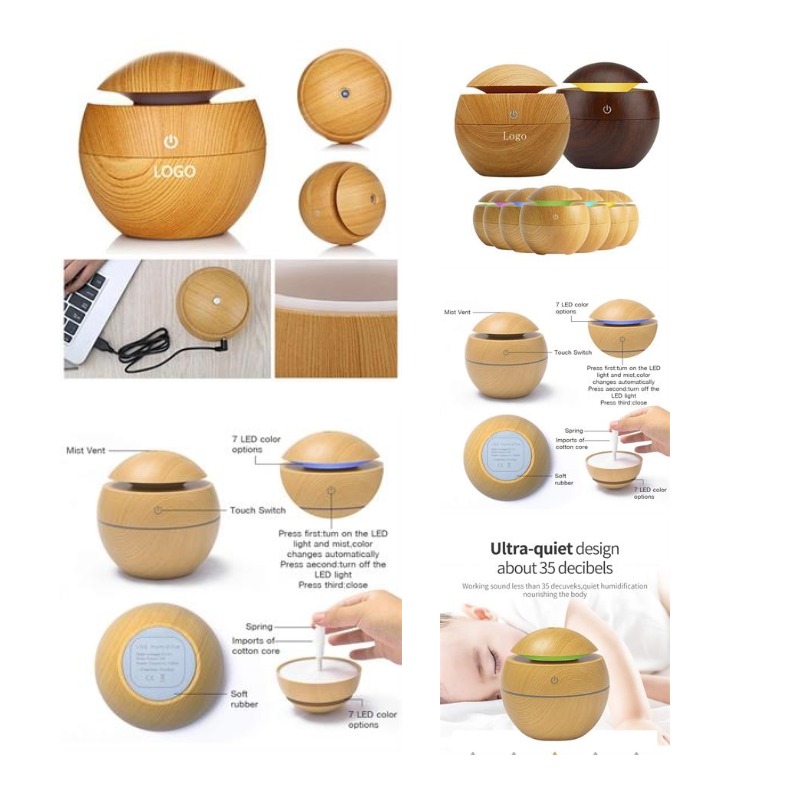 LOGO
Mist Vent
7 LED color
options
Touch Switch
Press first:turn on the LED
light and mist,color
changes automatically
Press aecond:turn off the
LED light
Press third:close
Spring
Imports of
cotton core
Soft
rubber
7 LED color
options
Logo
Mist Vent
7 LED color
options
Touch Switch
Press first:turn on the LED
light and mist,color
changes automatically
Press aecond:turn off the
LED light
Press third:close
Spring
Imports of
cotton core
Soft
rubber
7 LED color
options
Ultra-quiet design
about 35 decibels
Working sound less than 35 decuveks,quiet humidification
nourishing the body